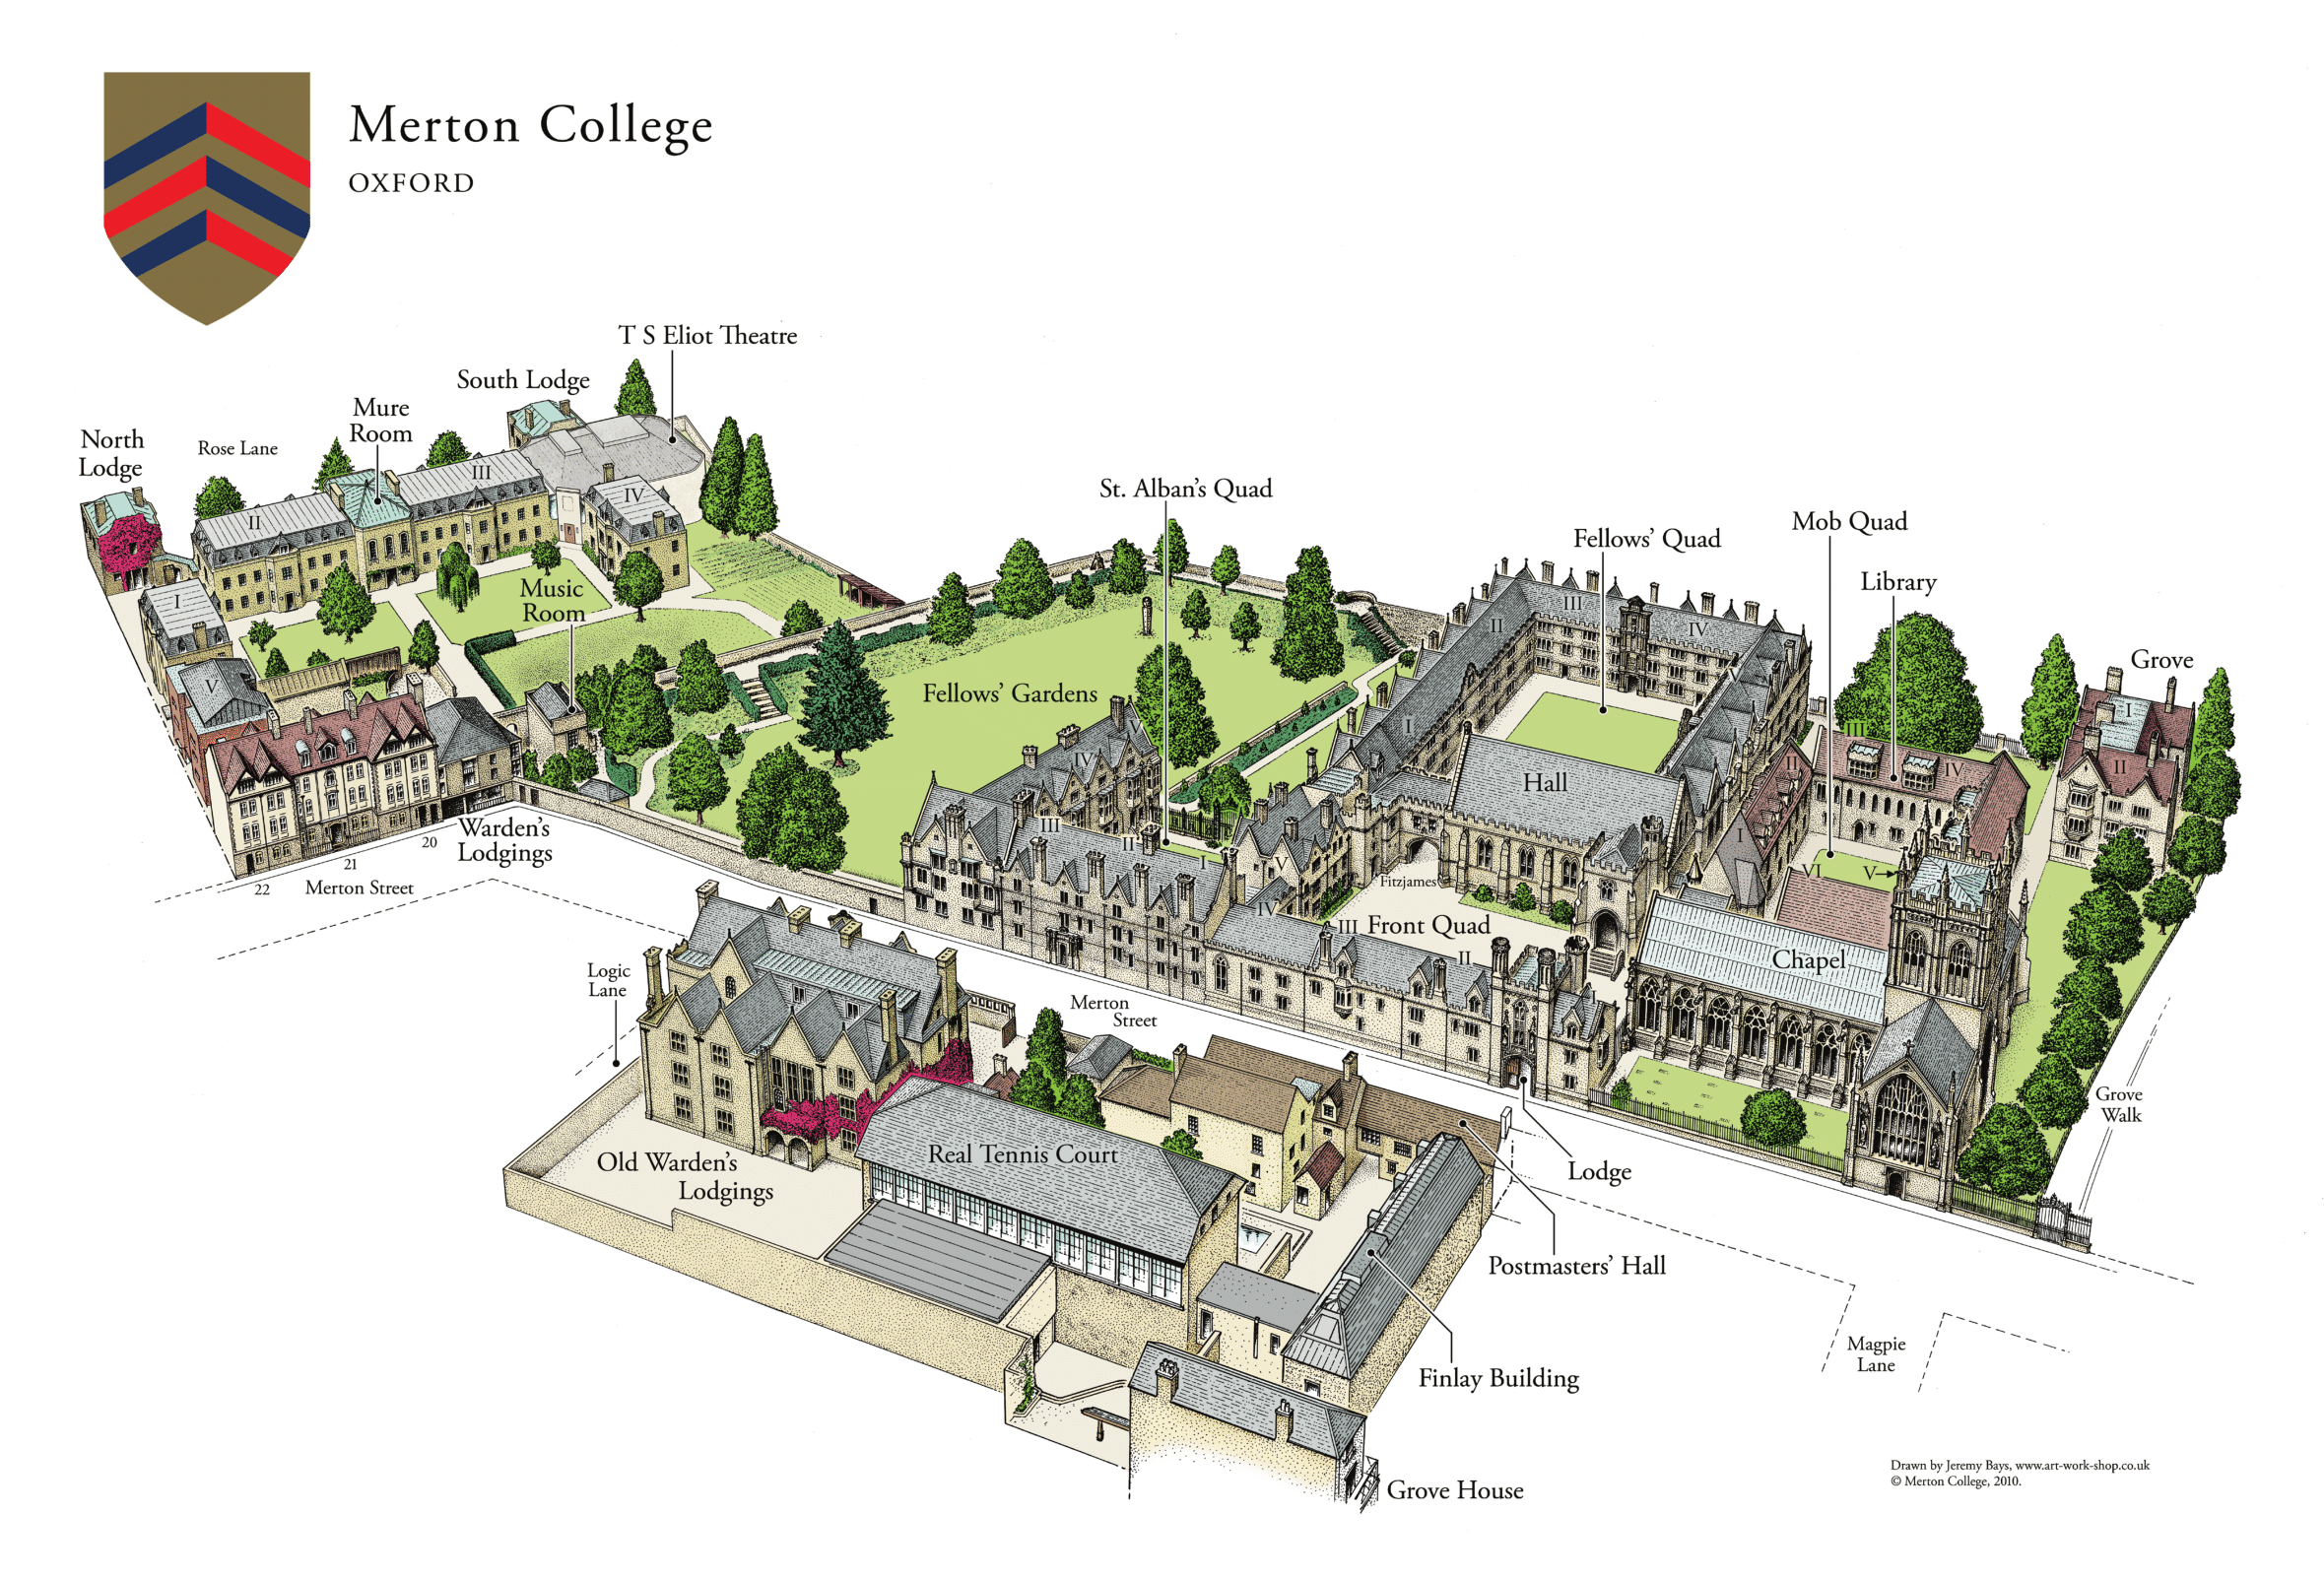 Merton College
OXFORD
T S Eliot Theatre
South Lodge
Mure
Room
North
Lodge
Rose Lane
III
IV
II
I
V
Music
Room
St. Alban's Quad
Fellows' Quad
Mob Quad
Library
Grove
I
II
Fellows' Gardens
V
IV
III
II
I
III
IV
II
V
I
Hall
III
IV
II
I
VI
V
22
21
20
Merton Street
Warden's
Lodgings
V
IV
Fitzjames
III
Front Quad
II
I
Chapel
Logic
Lane
Merton
Street
Grove
Walk
Old Warden's
Lodgings
Real Tennis Court
Lodge
Postmasters' Hall
Finlay Building
Magpie
Lane
Grove House
Drawn by Jeremy Bays, www.art-work-shop.co.uk
© Merton College, 2010.